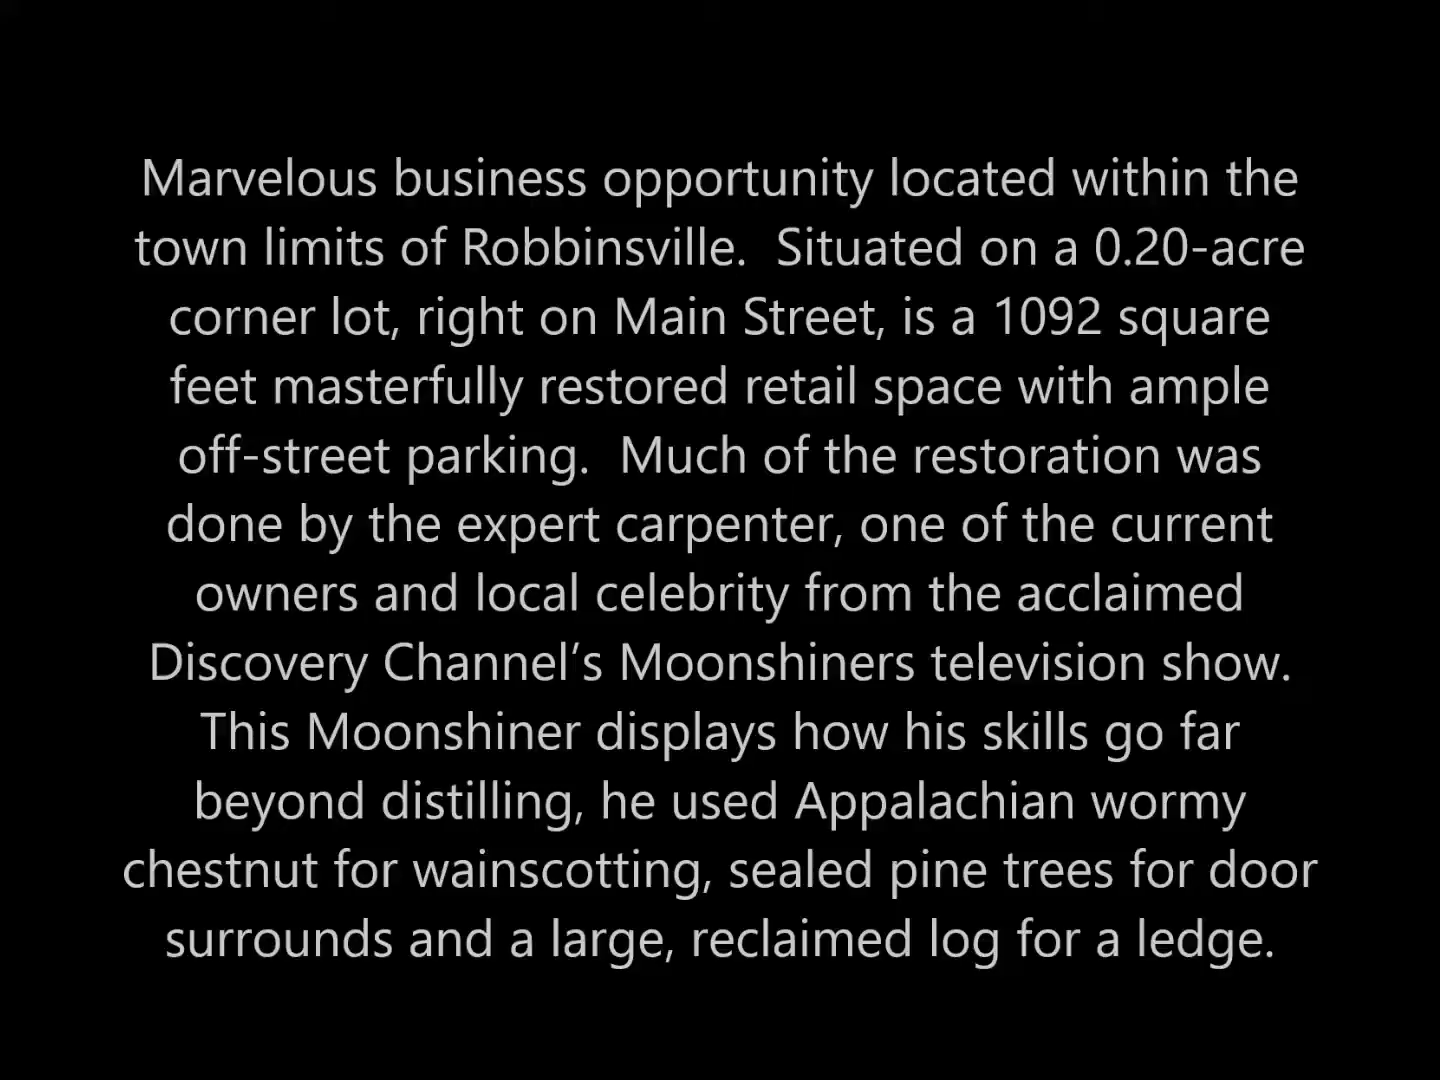 Marvelous business opportunity located within the
town limits of Robbinsville.  Situated on a 0.20-acre
corner lot, right on Main Street, is a 1092 square
feet masterfully restored retail space with ample
off-street parking.  Much of the restoration was
done by the expert carpenter, one of the current
owners and local celebrity from the acclaimed
Discovery Channel’s Moonshiners television show.
This Moonshiner displays how his skills go far
beyond distilling, he used Appalachian wormy
chestnut for wainscotting, sealed pine trees for door
surrounds and a large, reclaimed log for a ledge.